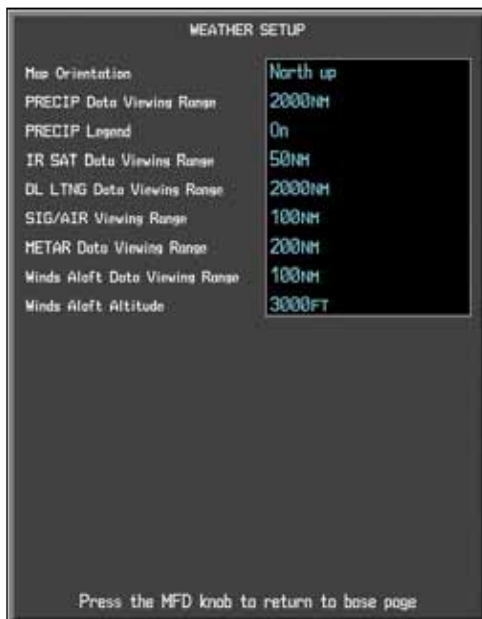 WEATHER SETUP
Map Orientation North up
PRECIP Data Viewing Range 2000NM
PRECIP Legend On
IR SAT Data Viewing Range 50NM
DL LTNG Data Viewing Range 2000NM
SIG/AIR Viewing Range 100NM
METAR Data Viewing Range 200NM
Winds Aloft Data Viewing Range 100NM
Winds Aloft Altitude 3000FT
Press the MFD knob to return to base page